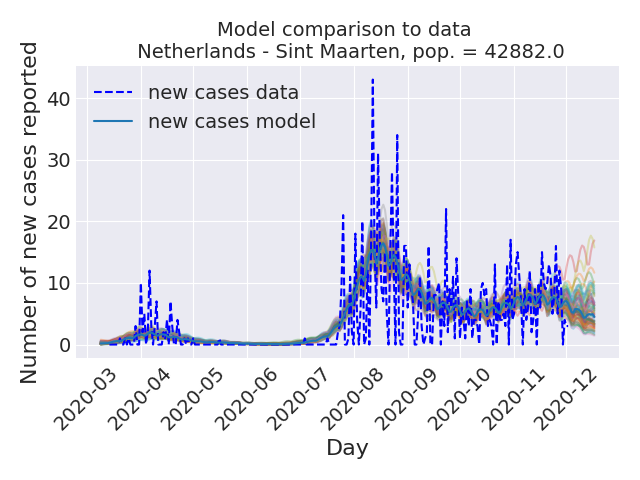 Model comparison to data
Netherlands - Sint Maarten, pop. = 42882.0
Number of new cases reported
40
30
20
10
0
new cases data
new cases model
2020-03
2020-04
2020-05
2020-06
2020-07
2020-08
2020-09
2020-10
2020-11
2020-12
Day